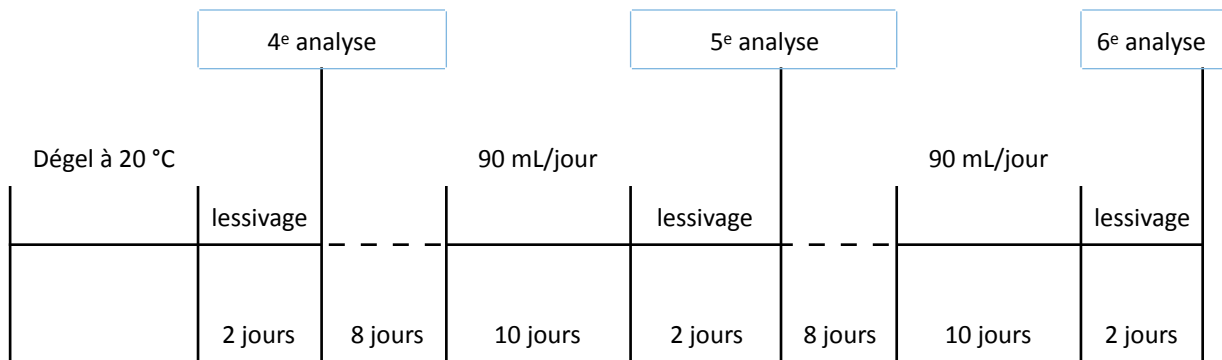 4e analyse 5e analyse 6e analyse
Dégel à 20 °C 90 mL/jour 90 mL/jour
lessivage lessivage lessivage
2 jours 8 jours 10 jours 2 jours 8 jours 10 jours 2 jours